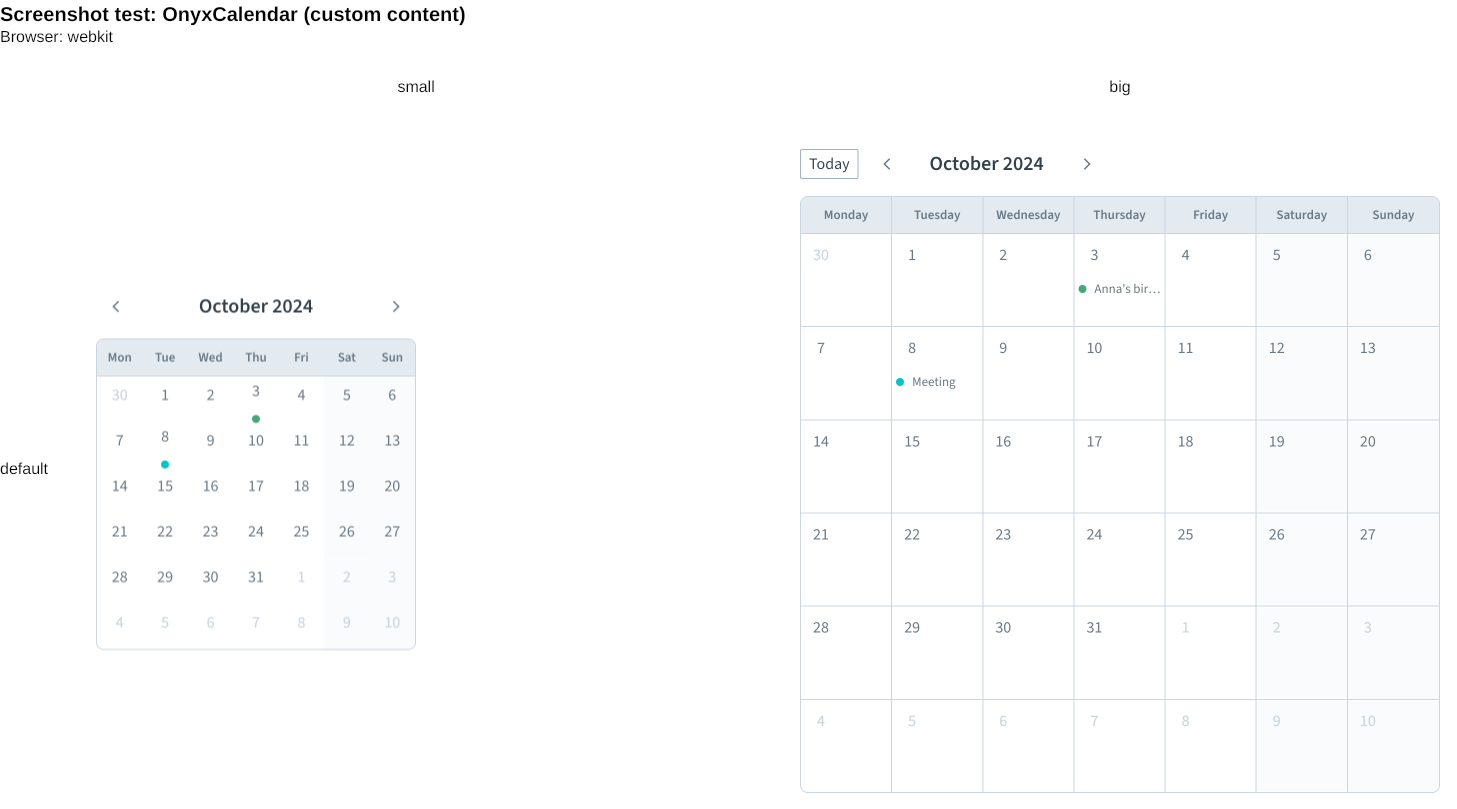 Screenshot test: OnyxCalendar (custom content)
Browser: webkit
small
big
default
October 2024
Mon Tue Wed Thu Fri Sat Sun
30 1 2 3 4 5 6
7 8 9 10 11 12 13
14 15 16 17 18 19 20
21 22 23 24 25 26 27
28 29 30 31 1 2 3
4 5 6 7 8 9 10
Today October 2024
Monday Tuesday Wednesday Thursday Friday Saturday Sunday
30 1 2 3 4 5 6
Anna's bir…
7 8 9 10 11 12 13
Meeting
14 15 16 17 18 19 20
21 22 23 24 25 26 27
28 29 30 31 1 2 3
4 5 6 7 8 9 10